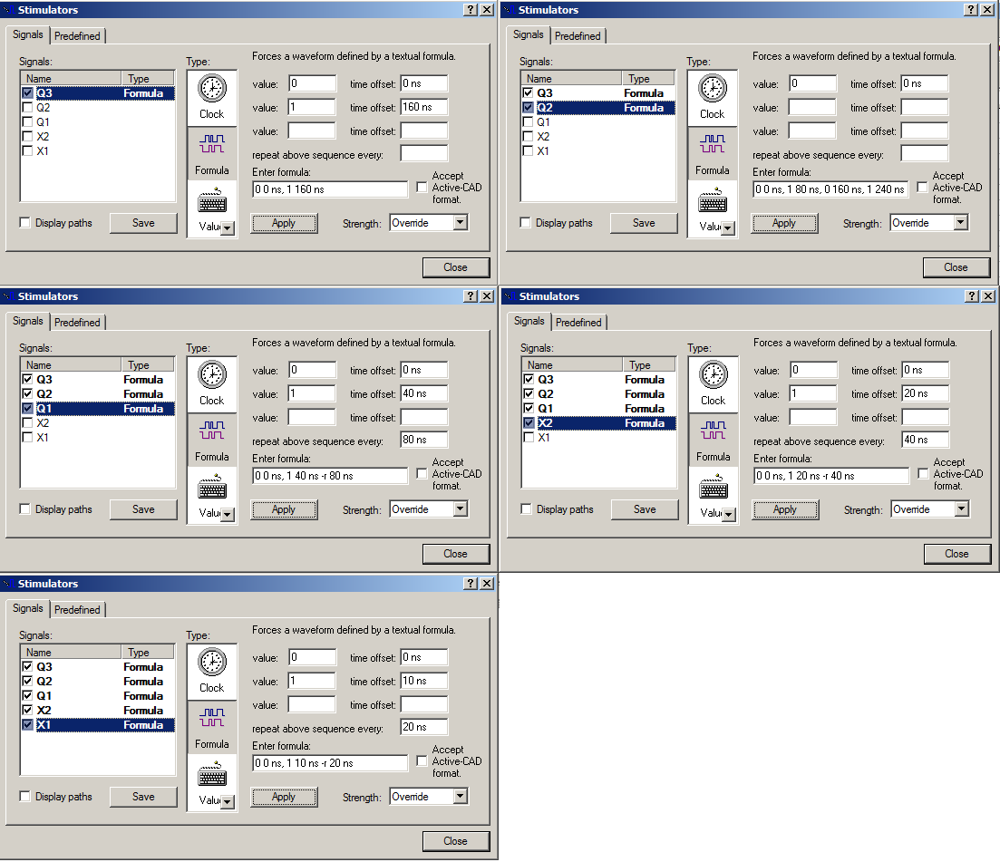 Stimulators
Signals Predefined
Signals: Type: Forces a waveform defined by a textual formula.
Name Type
Q3 Formula
Q2
Q1
X2
X1
Clock
Formula
Valu
value: 0 time offset: 0 ns
value: 1 time offset: 160 ns
value: time offset:
repeat above sequence every:
Enter formula:
0 0 ns, 1 160 ns
Accept
Active-CAD
format.
Display paths Save Apply Strength: Override
Close
Stimulators
Signals Predefined
Signals: Type: Forces a waveform defined by a textual formula.
Name Type
Q3 Formula
Q2 Formula
Q1
X2
X1
Clock
Formula
Valu
value: 0 time offset: 0 ns
value: time offset:
value: time offset:
repeat above sequence every:
Enter formula:
0 0 ns, 1 80 ns, 0 160 ns, 1 240 ns
Accept
Active-CAD
format.
Display paths Save Apply Strength: Override
Close
Stimulators
Signals Predefined
Signals: Type: Forces a waveform defined by a textual formula.
Name Type
Q3 Formula
Q2 Formula
Q1 Formula
X2
X1
Clock
Formula
Valu
value: 0 time offset: 0 ns
value: 1 time offset: 40 ns
value: time offset:
repeat above sequence every: 80 ns
Enter formula:
0 0 ns, 1 40 ns -r 80 ns
Accept
Active-CAD
format.
Display paths Save Apply Strength: Override
Close
Stimulators
Signals Predefined
Signals: Type: Forces a waveform defined by a textual formula.
Name Type
Q3 Formula
Q2 Formula
Q1 Formula
X2 Formula
X1
Clock
Formula
Valu
value: 0 time offset: 0 ns
value: 1 time offset: 20 ns
value: time offset:
repeat above sequence every: 40 ns
Enter formula:
0 0 ns, 1 20 ns -r 40 ns
Accept
Active-CAD
format.
Display paths Save Apply Strength: Override
Close
Stimulators
Signals Predefined
Signals: Type: Forces a waveform defined by a textual formula.
Name Type
Q3 Formula
Q2 Formula
Q1 Formula
X2 Formula
X1 Formula
Clock
Formula
Valu
value: 0 time offset: 0 ns
value: 1 time offset: 10 ns
value: time offset:
repeat above sequence every: 20 ns
Enter formula:
0 0 ns, 1 10 ns -r 20 ns
Accept
Active-CAD
format.
Display paths Save Apply Strength: Override
Close